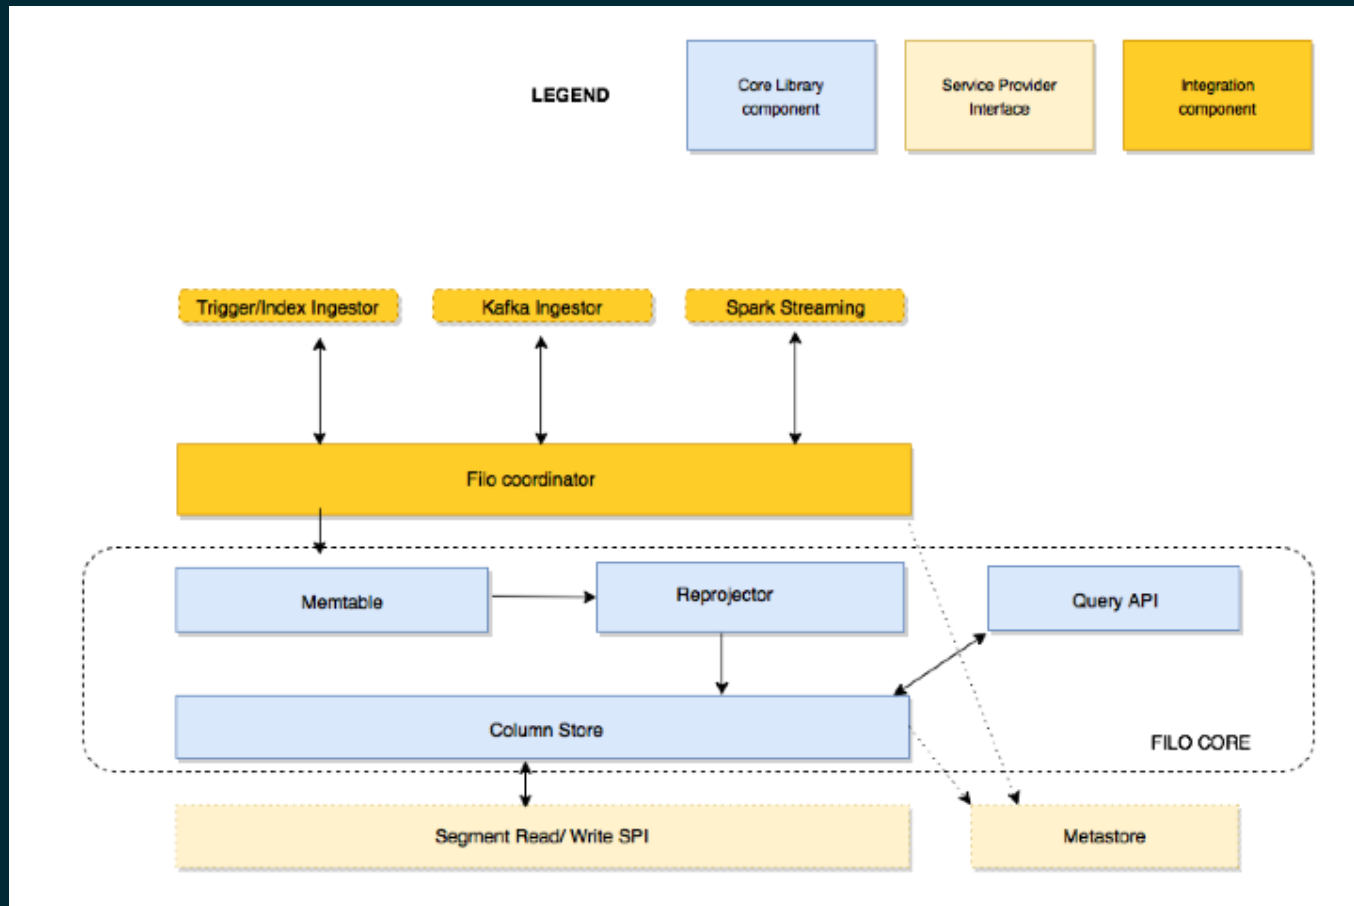 LEGEND
Core Library
component
Service Provider
Interface
Integration
component
Trigger/Index Ingestor
Kafka Ingestor
Spark Streaming
Filo coordinator
Memtable
Reprojector
Query API
Column Store
FILO CORE
Segment Read/ Write SPI
Metastore